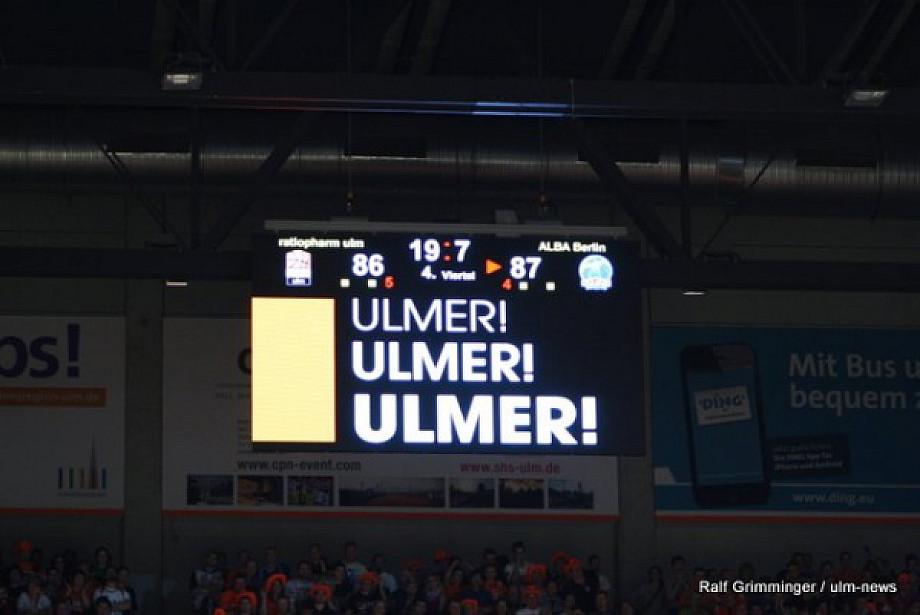 ratiopharm ulm 19:7 ALBA Berlin
86 4. Viertel 87
5 4
ULMER!
ULMER!
ULMER!
ps!
www.cpn-event.com www.shs-ulm.de
Mit Bus u
bequem
DING
www.ding.eu
Ralf Grimminger / ulm-news